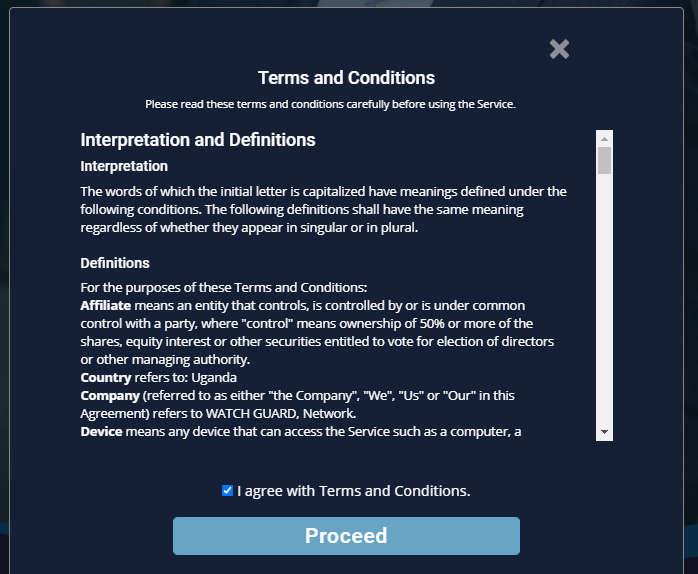 Terms and Conditions
Please read these terms and conditions carefully before using the Service.
Interpretation and Definitions
Interpretation
The words of which the initial letter is capitalized have meanings defined under the
following conditions. The following definitions shall have the same meaning
regardless of whether they appear in singular or in plural.
Definitions
For the purposes of these Terms and Conditions:
Affiliate means an entity that controls, is controlled by or is under common
control with a party, where "control" means ownership of 50% or more of the
shares, equity interest or other securities entitled to vote for election of directors
or other managing authority.
Country refers to: Uganda
Company (referred to as either "the Company", "We", "Us" or "Our" in this
Agreement) refers to WATCH GUARD, Network.
Device means any device that can access the Service such as a computer, a
I agree with Terms and Conditions.
Proceed